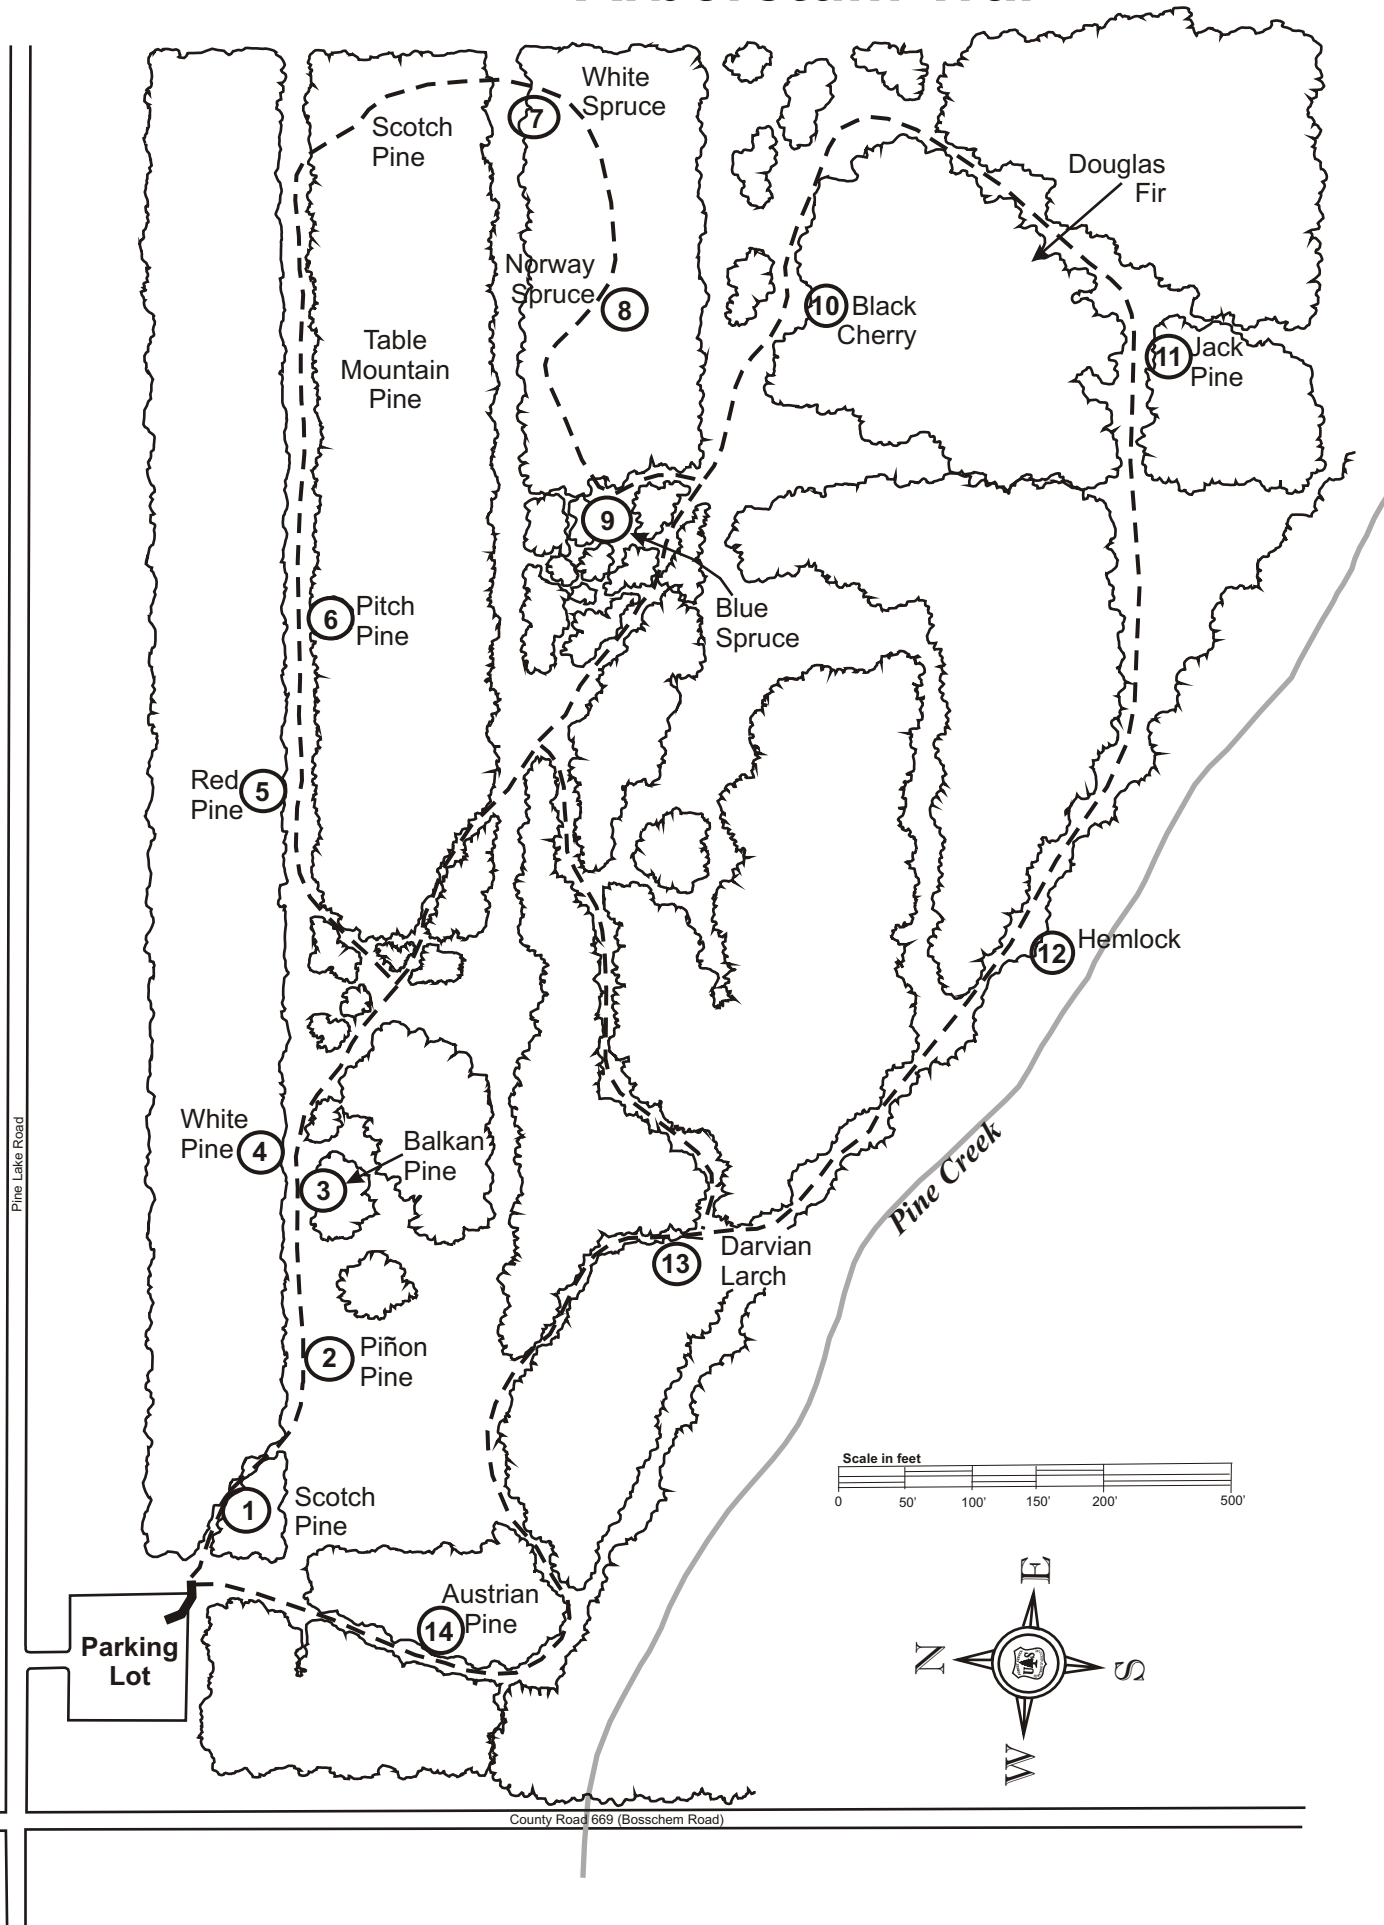 White
Spruce
7
Scotch
Pine
Douglas
Fir
Norway
Spruce
8
10
Black
Cherry
Table
Mountain
Pine
11
Jack
Pine
9
Blue
Spruce
6
Pitch
Pine
Red
Pine
5
Hemlock
12
White
Pine
4
Balkan
Pine
3
Pine Lake Road
Pine Creek
Darvian
Larch
13
2
Piñon
Pine
Scale in feet
0 50' 100' 150' 200' 500'
1
Scotch
Pine
Austrian
Pine
14
Parking
Lot
E
N
S
W
County Road 669 (Bosschem Road)